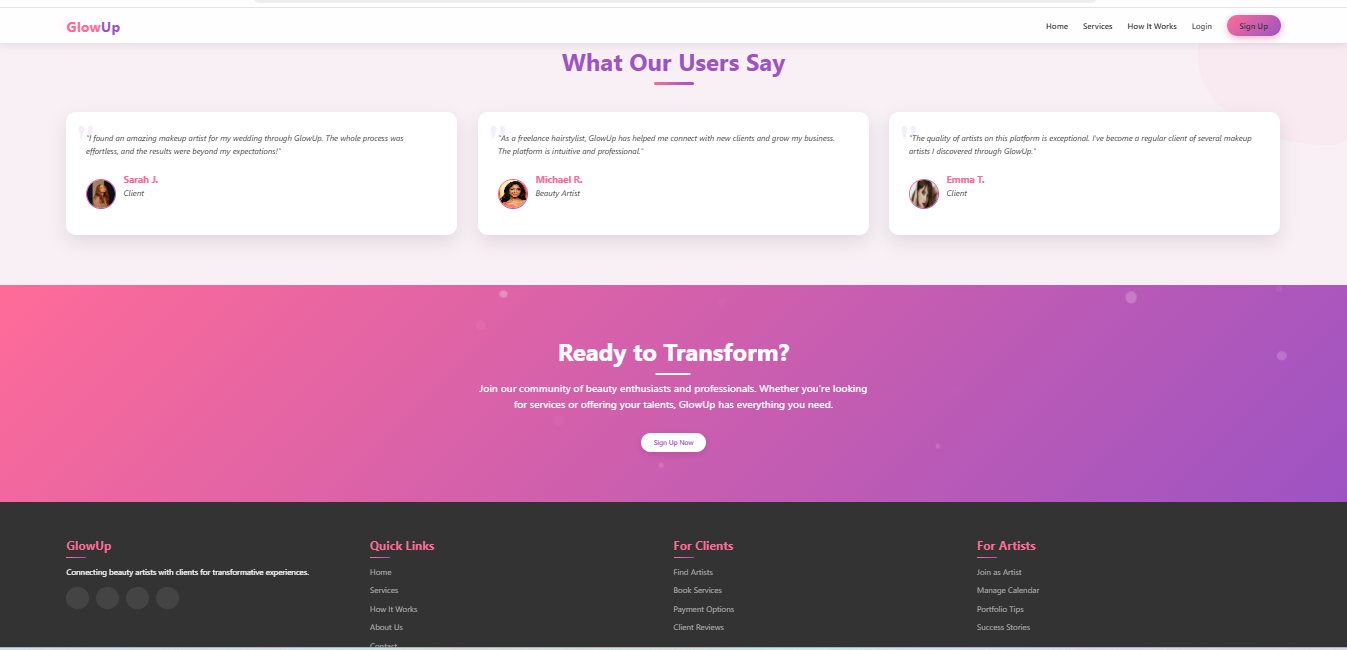 GlowUp
Home Services How It Works Login Sign Up
What Our Users Say
"I found an amazing makeup artist for my wedding through GlowUp. The whole process was
effortless, and the results were beyond my expectations!"
Sarah J.
Client
"As a freelance hairstylist, GlowUp has helped me connect with new clients and grow my business.
The platform is intuitive and professional."
Michael R.
Beauty Artist
"The quality of artists on this platform is exceptional. I've become a regular client of several makeup
artists I discovered through GlowUp."
Emma T.
Client
Ready to Transform?
Join our community of beauty enthusiasts and professionals. Whether you're looking
for services or offering your talents, GlowUp has everything you need.
Sign Up Now
GlowUp
Connecting beauty artists with clients for transformative experiences.
Quick Links
Home
Services
How It Works
About Us
Contact
For Clients
Find Artists
Book Services
Payment Options
Client Reviews
For Artists
Join as Artist
Manage Calendar
Portfolio Tips
Success Stories